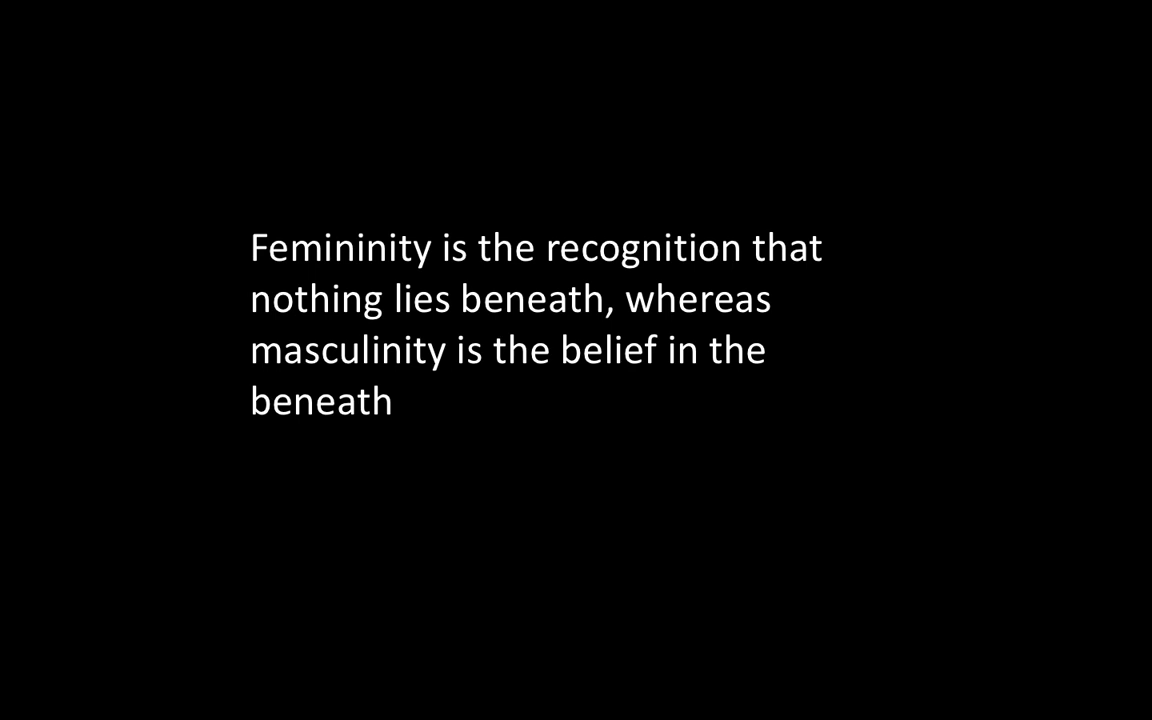 Femininity is the recognition that
nothing lies beneath, whereas
masculinity is the belief in the
beneath